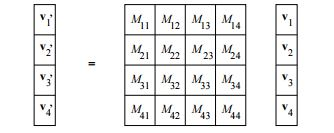 v₁’ M₁₁ M₁₂ M₁₃ M₁₄ v₁
v₂’ M₂₁ M₂₂ M₂₃ M₂₄ v₂
=
v₃’ M₃₁ M₃₂ M₃₃ M₃₄ v₃
v₄’ M₄₁ M₄₂ M₄₃ M₄₄ v₄